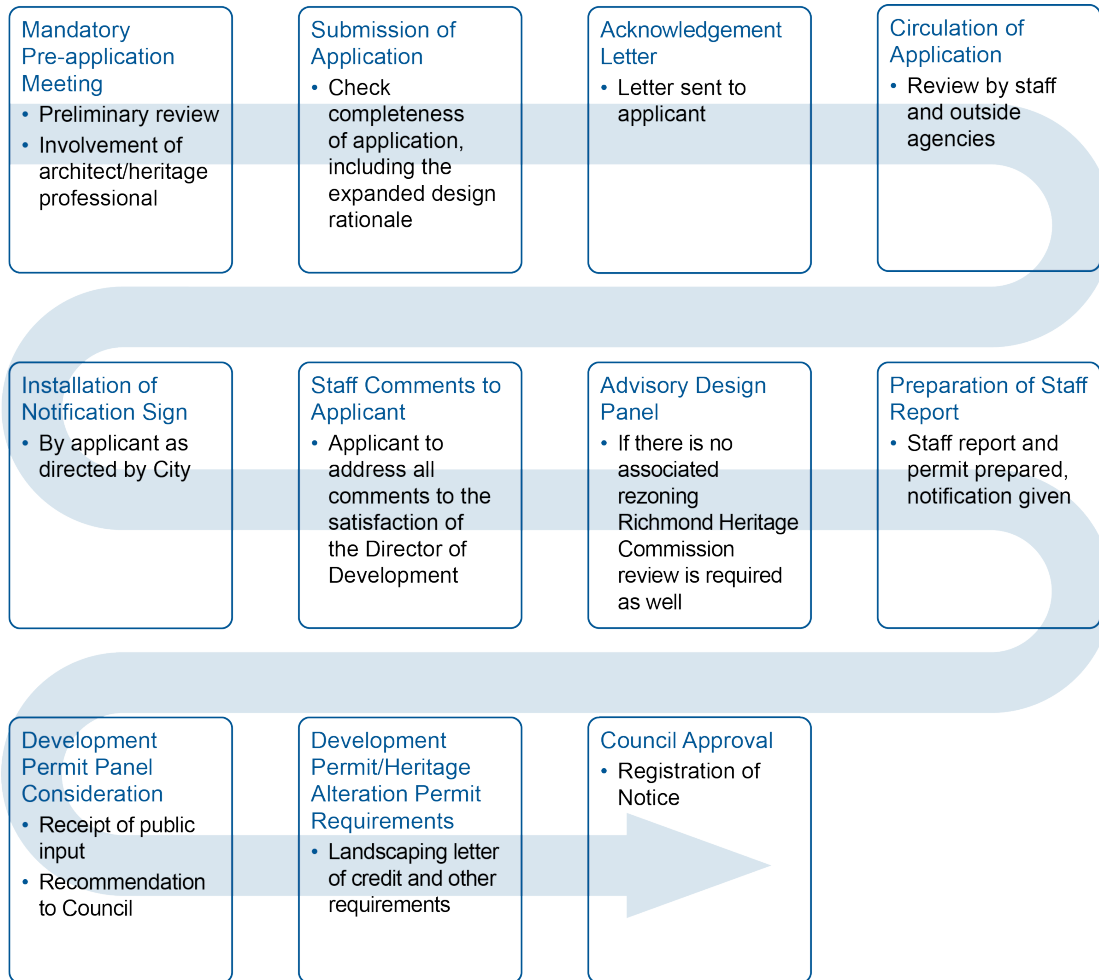 Mandatory
Pre-application
Meeting
• Preliminary review
• Involvement of
architect/heritage
professional
Submission of
Application
• Check
completeness
of application,
including the
expanded design
rationale
Acknowledgement
Letter
• Letter sent to
applicant
Circulation of
Application
• Review by staff
and outside
agencies
Installation of
Notification Sign
• By applicant as
directed by City
Staff Comments to
Applicant
• Applicant to
address all
comments to the
satisfaction of
the Director of
Development
Advisory Design
Panel
• If there is no
associated
rezoning
Richmond Heritage
Commission
review is required
as well
Preparation of Staff
Report
• Staff report and
permit prepared,
notification given
Development
Permit Panel
Consideration
• Receipt of public
input
• Recommendation
to Council
Development
Permit/Heritage
Alteration Permit
Requirements
• Landscaping letter
of credit and other
requirements
Council Approval
• Registration of
Notice